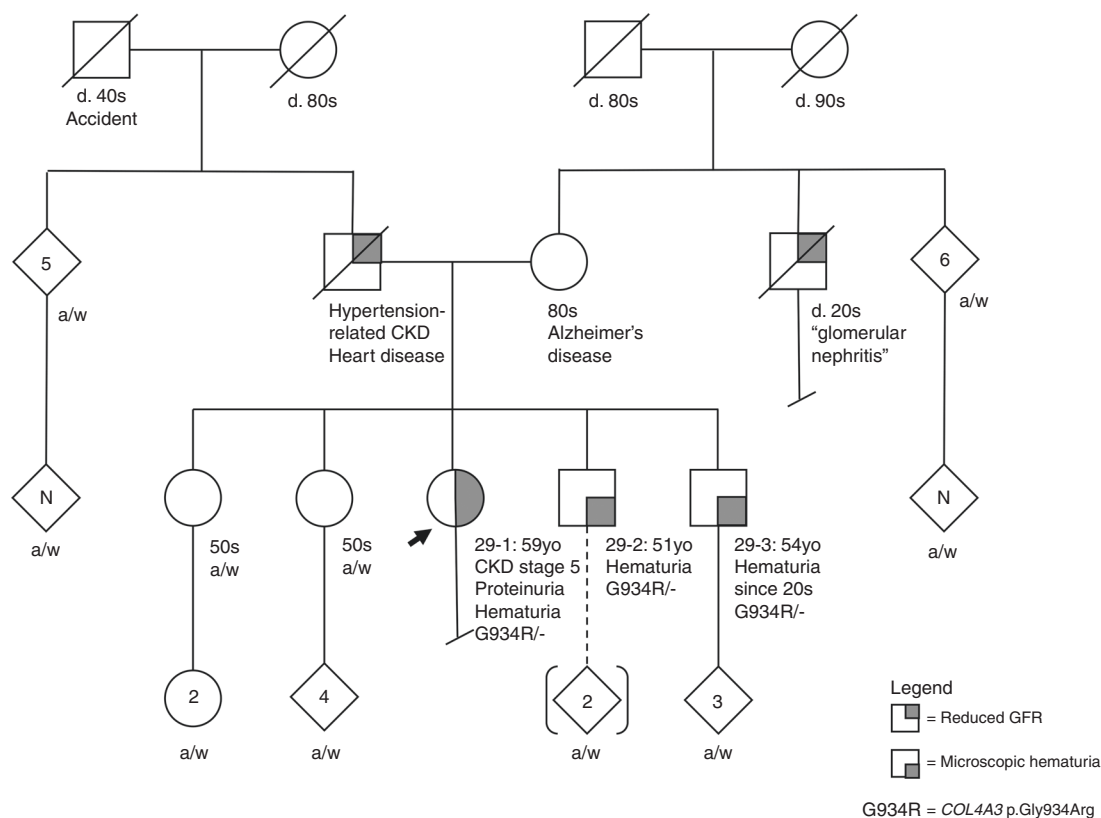 d. 40s
Accident
d. 80s
d. 80s
d. 90s
5
a/w
Hypertension-
related CKD
Heart disease
80s
Alzheimer's
disease
d. 20s
"glomerular
nephritis"
6
a/w
N
a/w
50s
a/w
50s
a/w
29-1: 59yo
CKD stage 5
Proteinuria
Hematuria
G934R/-
29-2: 51yo
Hematuria
G934R/-
29-3: 54yo
Hematuria
since 20s
G934R/-
N
a/w
2
a/w
4
a/w
2
a/w
3
a/w
Legend
= Reduced GFR
= Microscopic hematuria
G934R = COL4A3 p.Gly934Arg